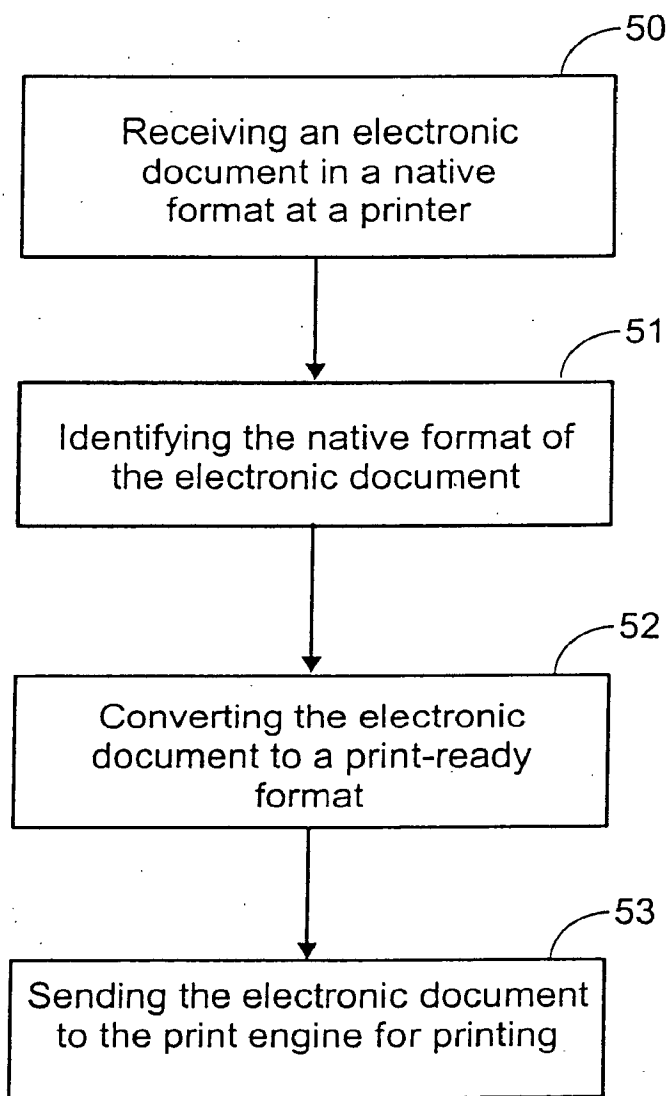 50
Receiving an electronic
document in a native
format at a printer
51
Identifying the native format of
the electronic document
52
Converting the electronic
document to a print-ready
format
53
Sending the electronic document
to the print engine for printing